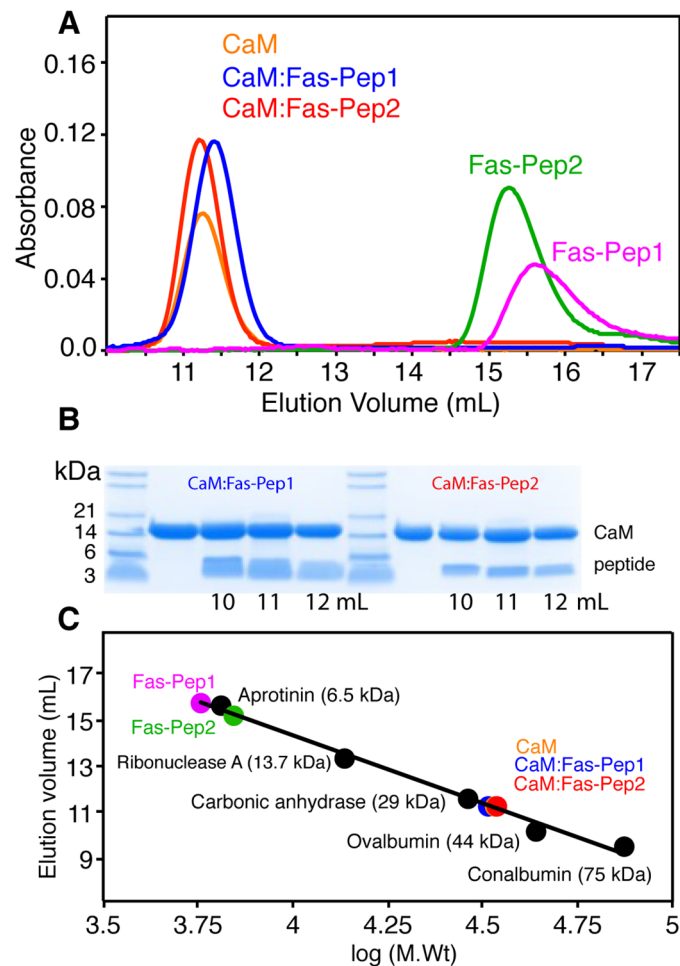 A
CaM
CaM:Fas-Pep1
CaM:Fas-Pep2
Fas-Pep2
Fas-Pep1
Absorbance
0.16
0.12
0.08
0.04
0.0
11 12 13 14 15 16 17
Elution Volume (mL)
B
kDa
CaM:Fas-Pep1 CaM:Fas-Pep2
21
14
6
3
CaM
peptide
10 11 12 mL 10 11 12 mL
C
Elution volume (mL)
17
15
13
11
9
Fas-Pep1
Aprotinin (6.5 kDa)
Fas-Pep2
Ribonuclease A (13.7 kDa)
CaM
CaM:Fas-Pep1
CaM:Fas-Pep2
Carbonic anhydrase (29 kDa)
Ovalbumin (44 kDa)
Conalbumin (75 kDa)
3.5 3.75 4 4.25 4.5 4.75 5
log (M.Wt)